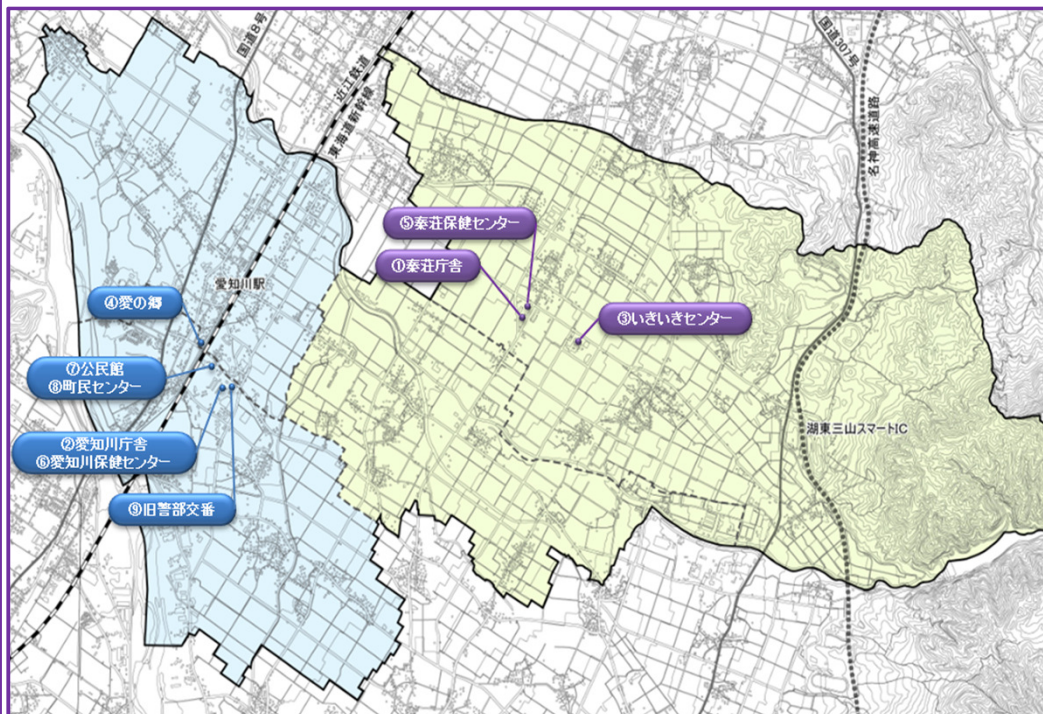 国道8号
近江鉄道
東海道新幹線
国道307号
名神高速道路
⑤秦荘保健センター
①秦荘庁舎
愛知川駅
④愛の郷
③いきいきセンター
⑦公民館
⑧町民センター
②愛知川庁舎
⑥愛知川保健センター
湖東三山スマートIC
⑨旧警部交番